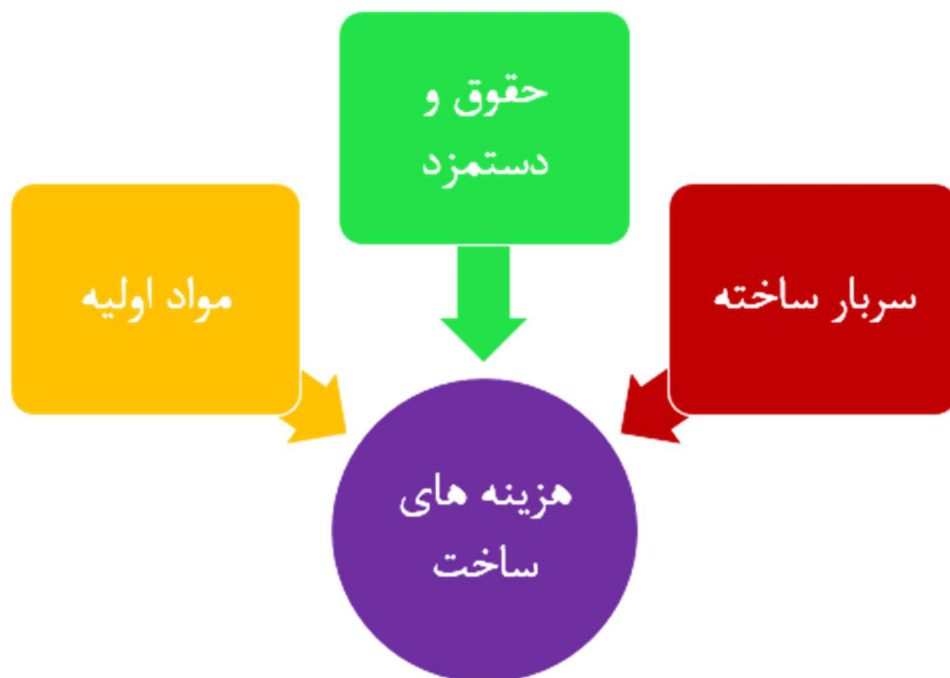 حقوق و
دستمزد
سربار ساخته
مواد اولیه
هزینه های
ساخت